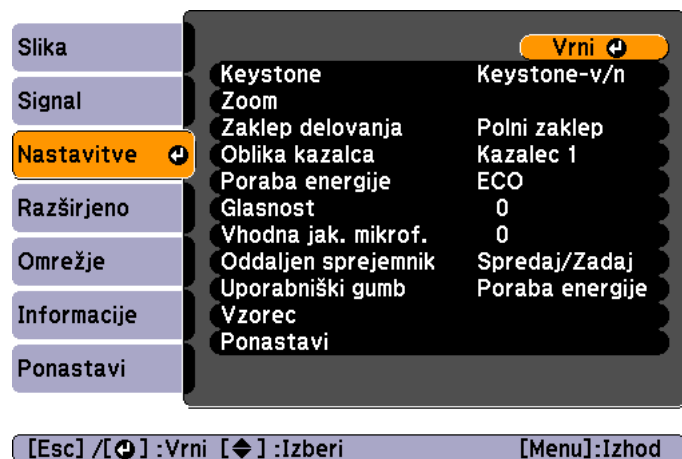 Slika
Signal
Nastavitve
Razširjeno
Omrežje
Informacije
Ponastavi
Vrni
Keystone Keystone-v/n
Zoom
Zaklep delovanja Polni zaklep
Oblika kazalca Kazalec 1
Poraba energije ECO
Glasnost 0
Vhodna jak. mikrof. 0
Oddaljen sprejemnik Spredaj/Zadaj
Uporabniški gumb Poraba energije
Vzorec
Ponastavi
[Esc] /[⏎] :Vrni [◆] :Izberi [Menu]:Izhod